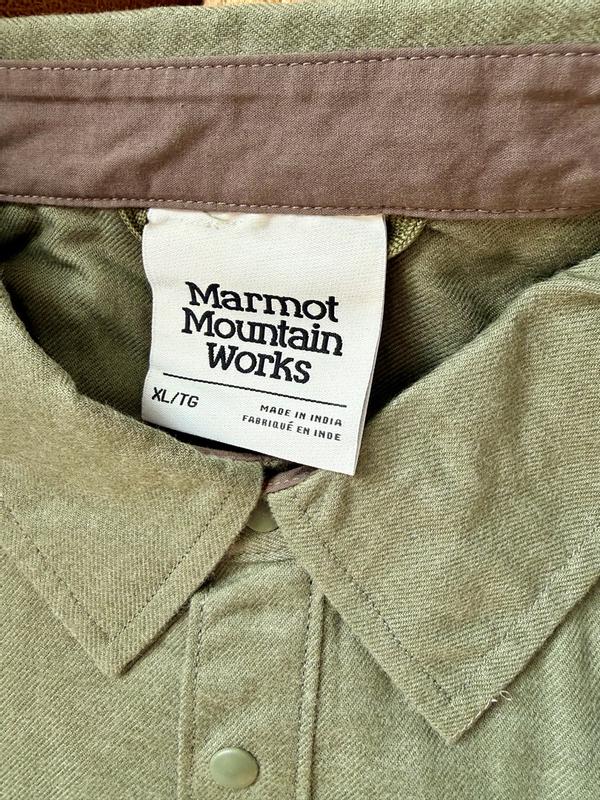 Marmot
Mountain
Works
XL/TG
MADE IN INDIA
FABRIQUÉ EN INDE